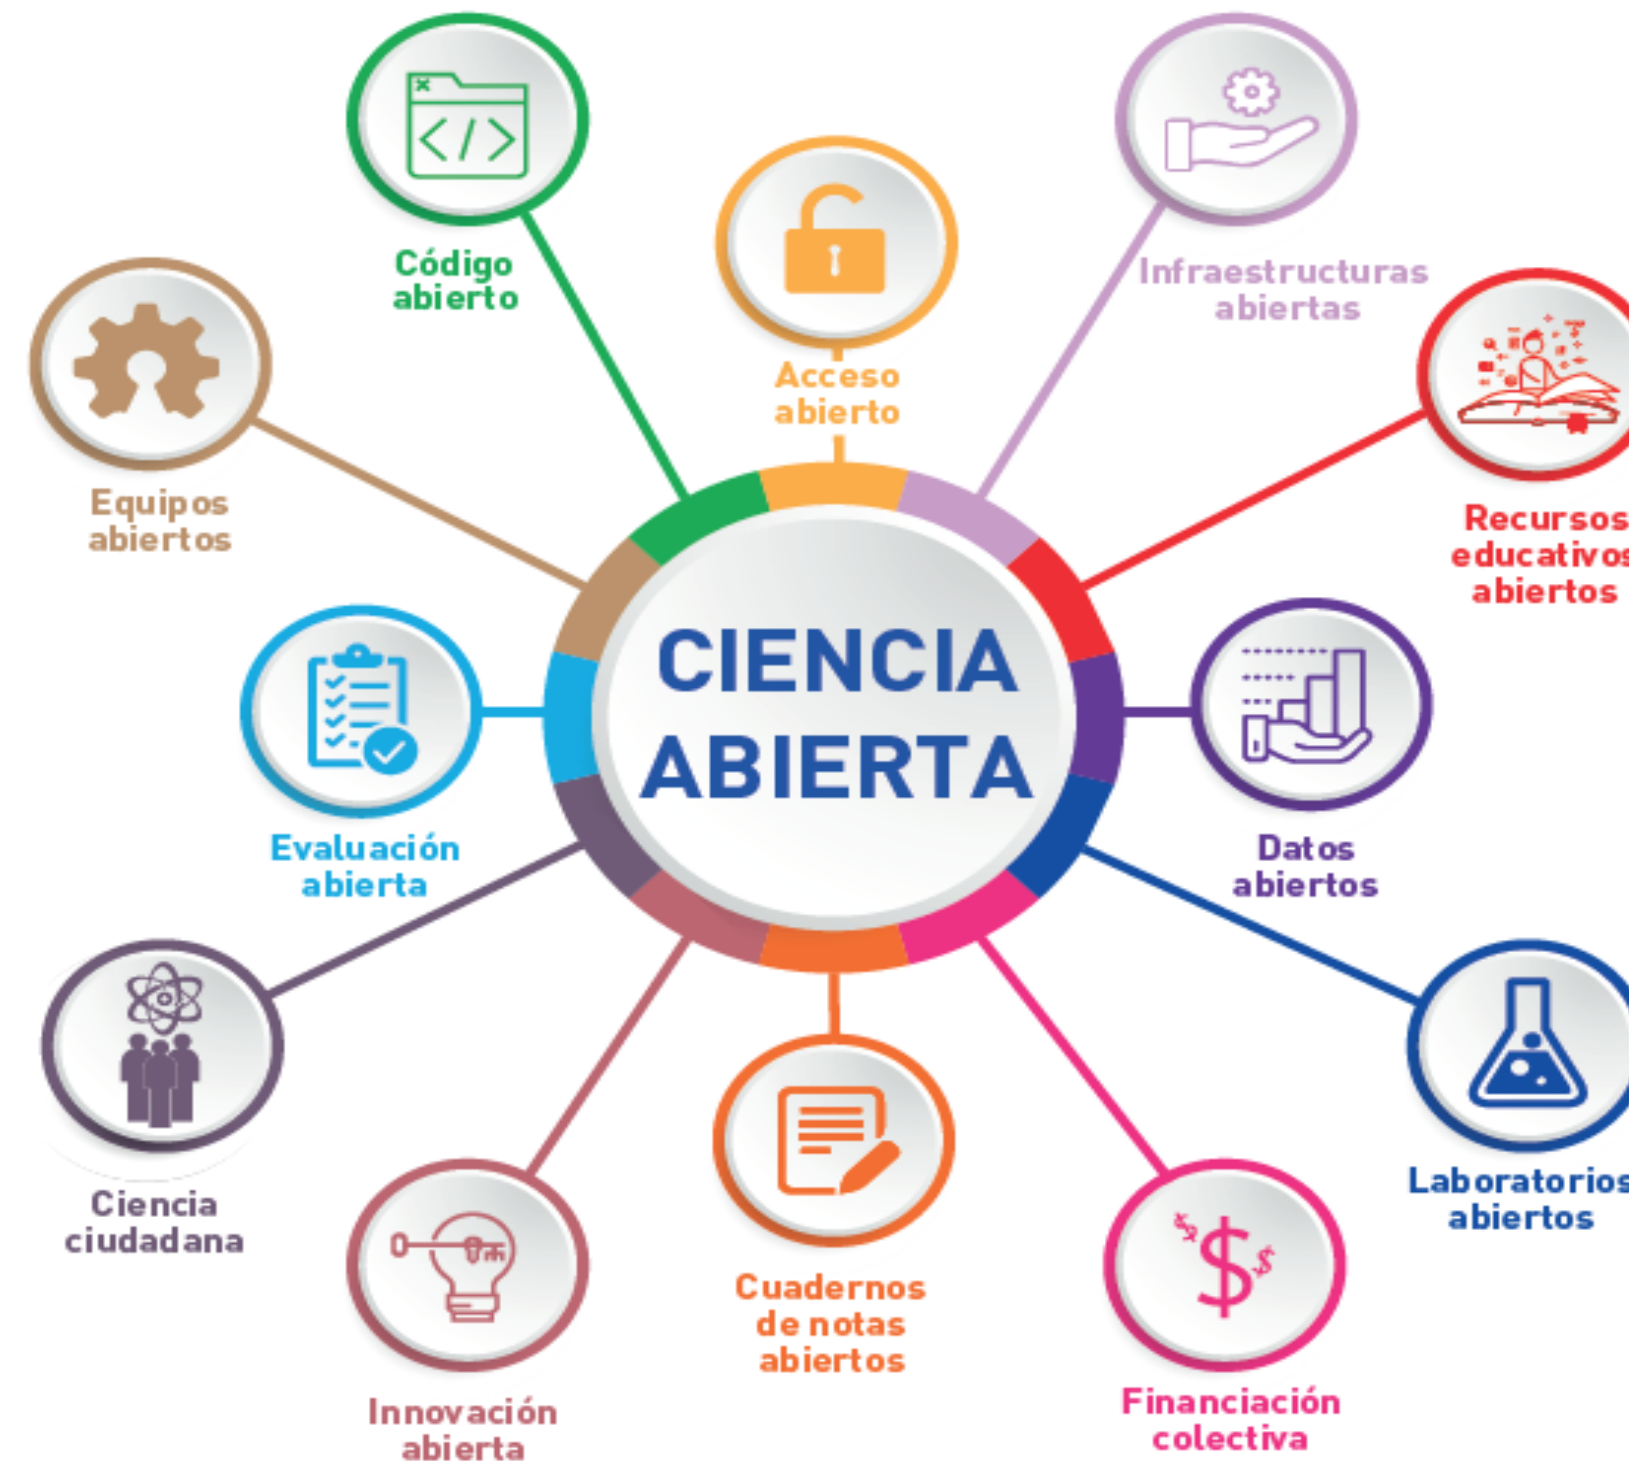 Código
abierto
Acceso
abierto
Infraestructuras
abiertas
Equipos
abiertos
Recursos
educativos
abiertos
CIENCIA
ABIERTA
Evaluación
abierta
Datos
abiertos
Ciencia
ciudadana
Laboratorios
abiertos
Cuadernos
de notas
abiertos
Innovación
abierta
Financiación
colectiva